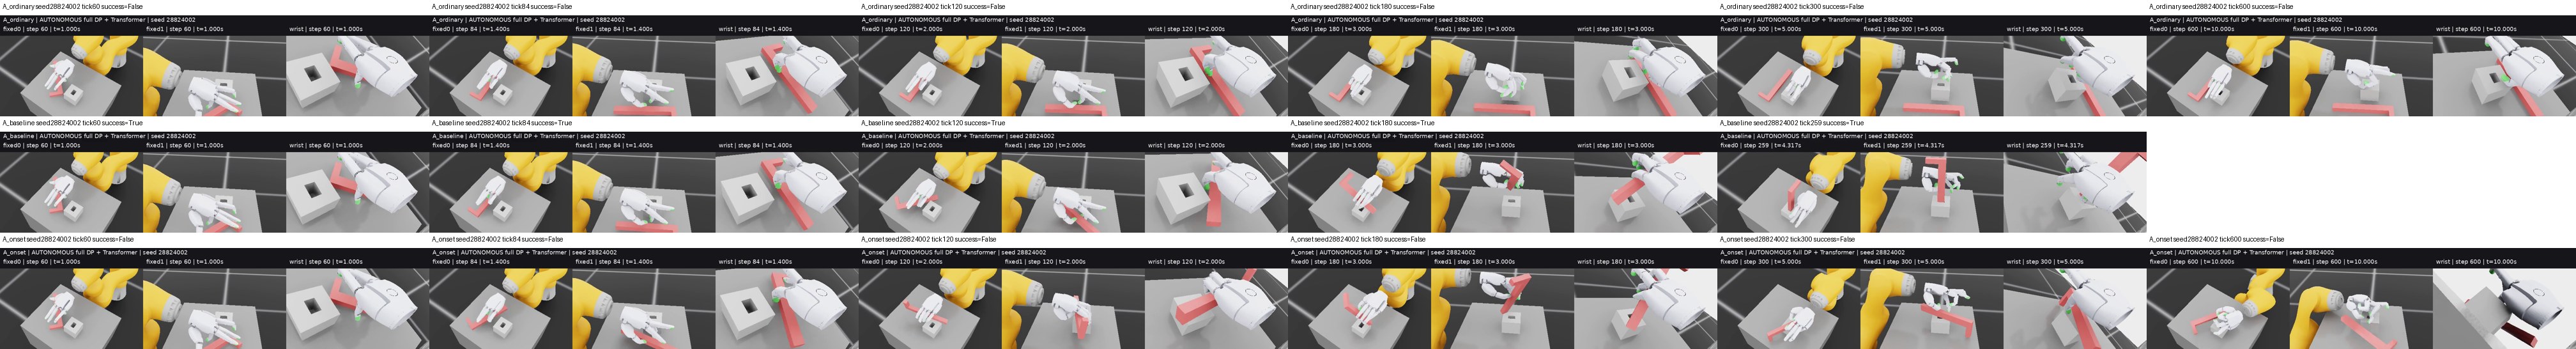 A_ordinary seed28824002 tick60 success=False
A_ordinary | AUTONOMOUS full DP + Transformer | seed 28824002
fixed0 | step 60 | t=1.000s
fixed1 | step 60 | t=1.000s
wrist | step 60 | t=1.000s
A_ordinary seed28824002 tick84 success=False
A_ordinary | AUTONOMOUS full DP + Transformer | seed 28824002
fixed0 | step 84 | t=1.400s
fixed1 | step 84 | t=1.400s
wrist | step 84 | t=1.400s
A_ordinary seed28824002 tick120 success=False
A_ordinary | AUTONOMOUS full DP + Transformer | seed 28824002
fixed0 | step 120 | t=2.000s
fixed1 | step 120 | t=2.000s
wrist | step 120 | t=2.000s
A_ordinary seed28824002 tick180 success=False
A_ordinary | AUTONOMOUS full DP + Transformer | seed 28824002
fixed0 | step 180 | t=3.000s
fixed1 | step 180 | t=3.000s
wrist | step 180 | t=3.000s
A_ordinary seed28824002 tick300 success=False
A_ordinary | AUTONOMOUS full DP + Transformer | seed 28824002
fixed0 | step 300 | t=5.000s
fixed1 | step 300 | t=5.000s
wrist | step 300 | t=5.000s
A_ordinary seed28824002 tick600 success=False
A_ordinary | AUTONOMOUS full DP + Transformer | seed 28824002
fixed0 | step 600 | t=10.000s
fixed1 | step 600 | t=10.000s
wrist | step 600 | t=10.000s
A_baseline seed28824002 tick60 success=True
A_baseline | AUTONOMOUS full DP + Transformer | seed 28824002
fixed0 | step 60 | t=1.000s
fixed1 | step 60 | t=1.000s
wrist | step 60 | t=1.000s
A_baseline seed28824002 tick84 success=True
A_baseline | AUTONOMOUS full DP + Transformer | seed 28824002
fixed0 | step 84 | t=1.400s
fixed1 | step 84 | t=1.400s
wrist | step 84 | t=1.400s
A_baseline seed28824002 tick120 success=True
A_baseline | AUTONOMOUS full DP + Transformer | seed 28824002
fixed0 | step 120 | t=2.000s
fixed1 | step 120 | t=2.000s
wrist | step 120 | t=2.000s
A_baseline seed28824002 tick180 success=True
A_baseline | AUTONOMOUS full DP + Transformer | seed 28824002
fixed0 | step 180 | t=3.000s
fixed1 | step 180 | t=3.000s
wrist | step 180 | t=3.000s
A_baseline seed28824002 tick259 success=True
A_baseline | AUTONOMOUS full DP + Transformer | seed 28824002
fixed0 | step 259 | t=4.317s
fixed1 | step 259 | t=4.317s
wrist | step 259 | t=4.317s
A_onset seed28824002 tick60 success=False
A_onset | AUTONOMOUS full DP + Transformer | seed 28824002
fixed0 | step 60 | t=1.000s
fixed1 | step 60 | t=1.000s
wrist | step 60 | t=1.000s
A_onset seed28824002 tick84 success=False
A_onset | AUTONOMOUS full DP + Transformer | seed 28824002
fixed0 | step 84 | t=1.400s
fixed1 | step 84 | t=1.400s
wrist | step 84 | t=1.400s
A_onset seed28824002 tick120 success=False
A_onset | AUTONOMOUS full DP + Transformer | seed 28824002
fixed0 | step 120 | t=2.000s
fixed1 | step 120 | t=2.000s
wrist | step 120 | t=2.000s
A_onset seed28824002 tick180 success=False
A_onset | AUTONOMOUS full DP + Transformer | seed 28824002
fixed0 | step 180 | t=3.000s
fixed1 | step 180 | t=3.000s
wrist | step 180 | t=3.000s
A_onset seed28824002 tick300 success=False
A_onset | AUTONOMOUS full DP + Transformer | seed 28824002
fixed0 | step 300 | t=5.000s
fixed1 | step 300 | t=5.000s
wrist | step 300 | t=5.000s
A_onset seed28824002 tick600 success=False
A_onset | AUTONOMOUS full DP + Transformer | seed 28824002
fixed0 | step 600 | t=10.000s
fixed1 | step 600 | t=10.000s
wrist | step 600 | t=10.000s